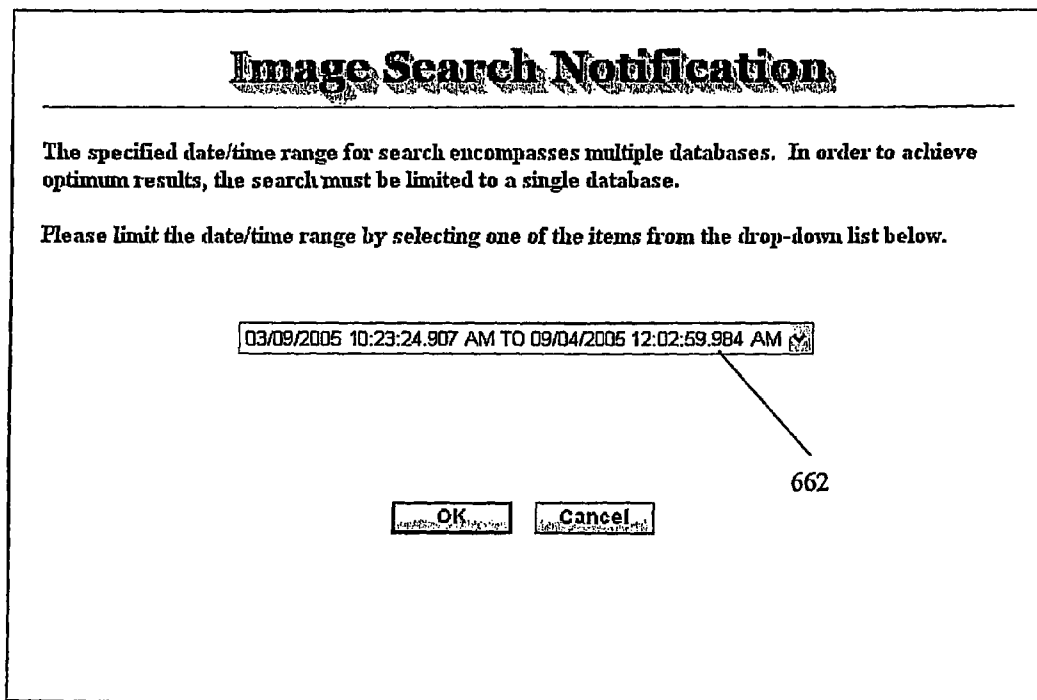 Image Search Notification
The specified date/time range for search encompasses multiple databases. In order to achieve
optimum results, the search must be limited to a single database.
Please limit the date/time range by selecting one of the items from the drop-down list below.
03/09/2005 10:23:24.907 AM TO 09/04/2005 12:02:59.984 AM
662
OK Cancel